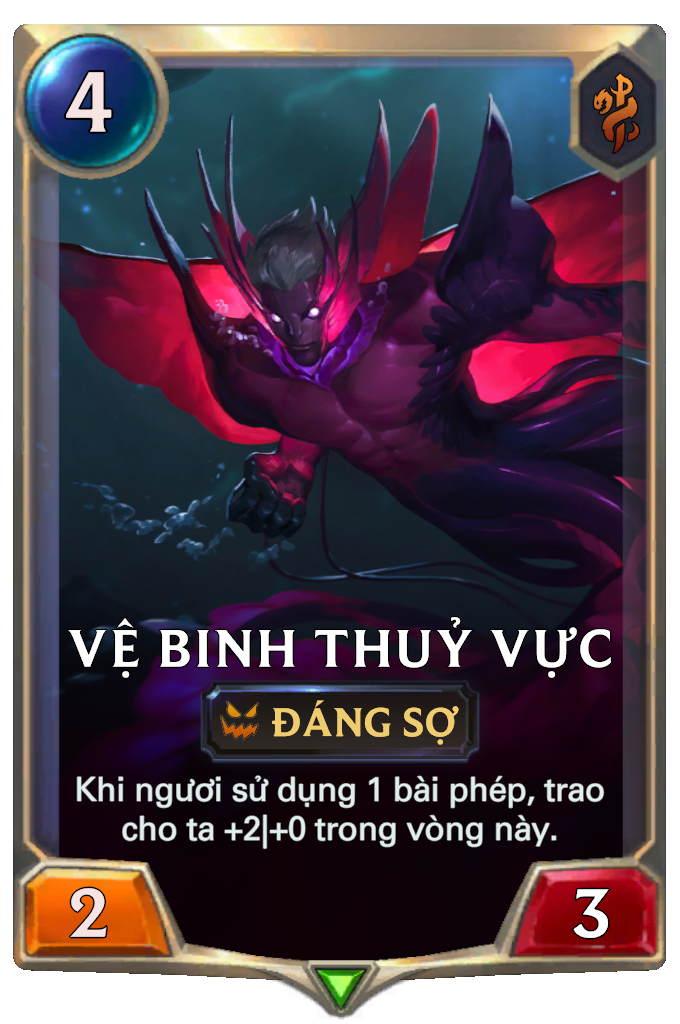 4
VỆ BINH THUỶ VỰC
ĐÁNG SỢ
Khi ngươi sử dụng 1 bài phép, trao
cho ta +2|+0 trong vòng này.
2
3